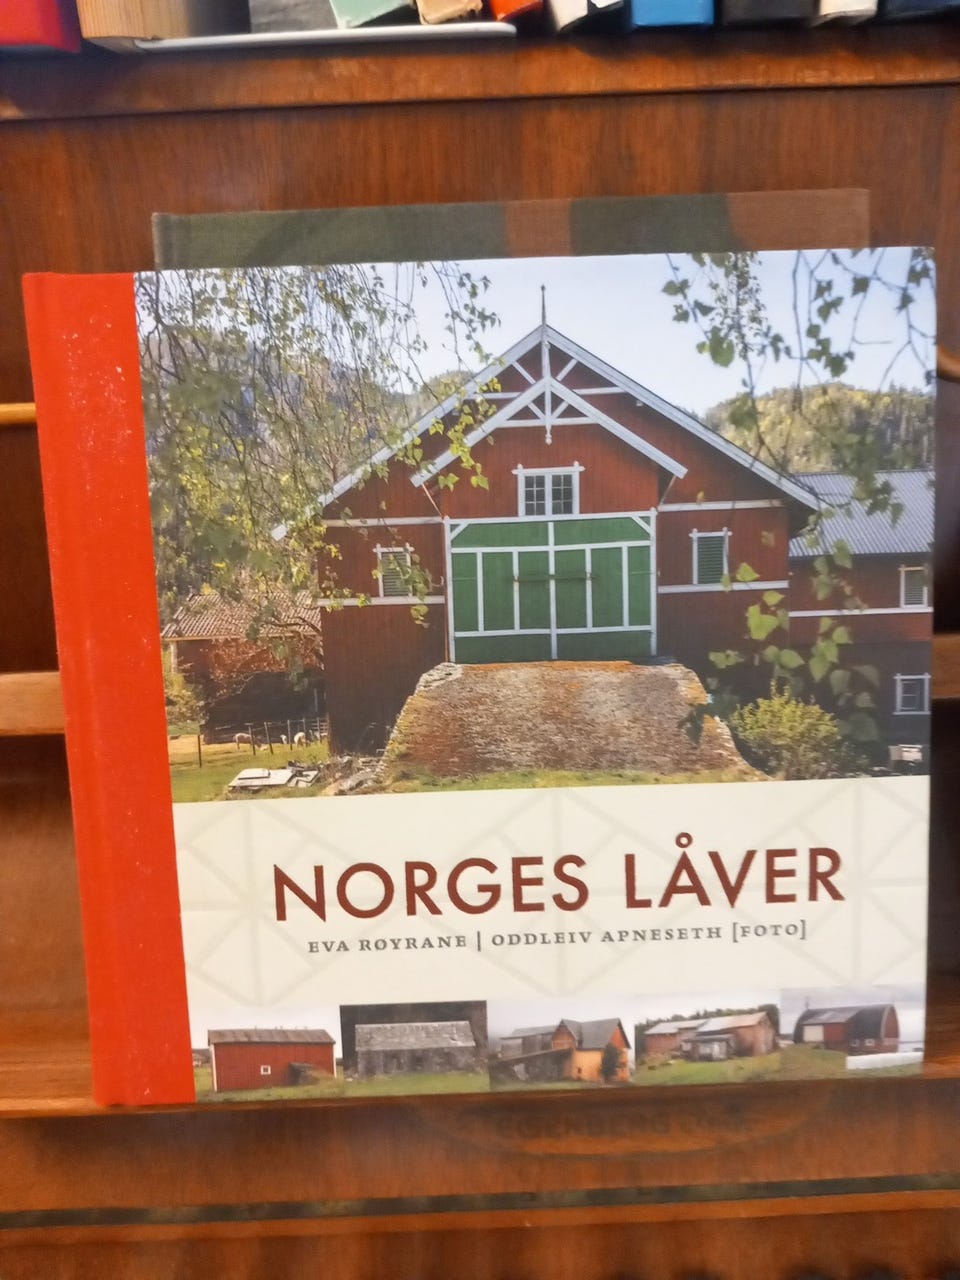 NORGES LÅVER
EVA RØYRANE | ODDLEIV APNESETH [FOTO]